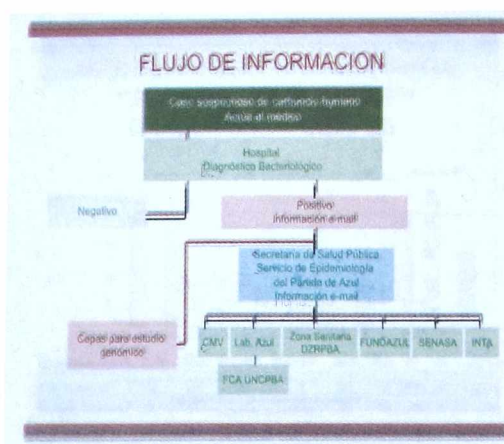 FLUJO DE INFORMACION
Caso sospechoso de carbunclo humano
Acude al médico
Hospital
Diagnóstico Bacteriológico
Negativo
Positivo
Información e-mail
Secretaría de Salud Pública
Servicio de Epidemiología
del Partido de Azul
Información e-mail
Cepas para estudio
genómico
CMV
Lab. Azul
Zona Sanitaria
FUNDAZUL
SENASA
INTA
FCA UNCPBA